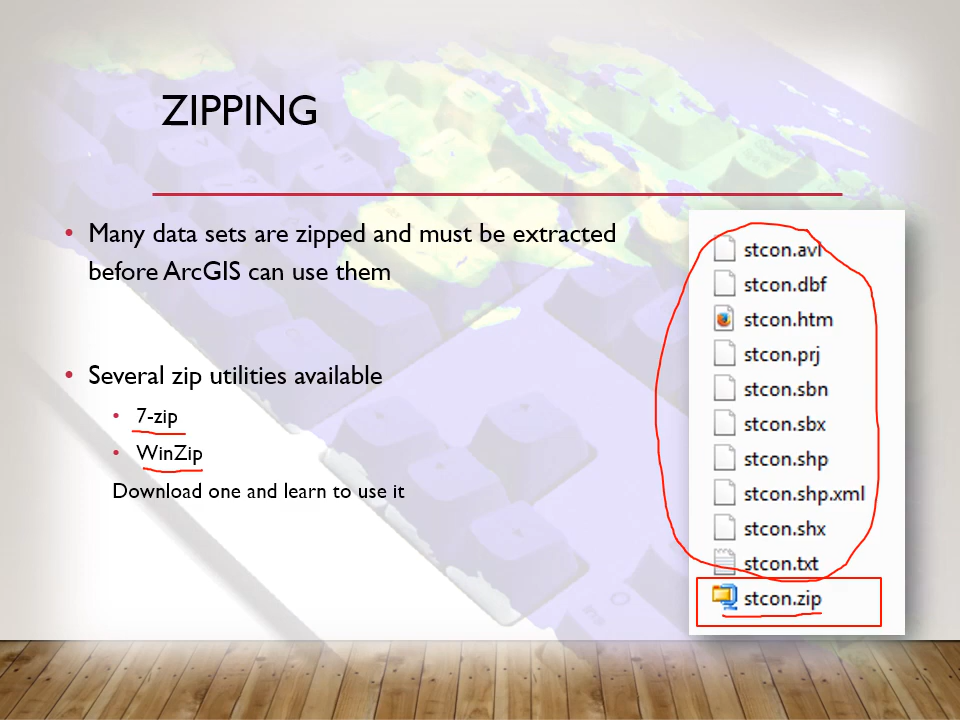 ZIPPING
• Many data sets are zipped and must be extracted
before ArcGIS can use them
• Several zip utilities available
• 7-zip
• WinZip
Download one and learn to use it
stcon.avl
stcon.dbf
stcon.htm
stcon.prj
stcon.sbn
stcon.sbx
stcon.shp
stcon.shp.xml
stcon.shx
stcon.txt
stcon.zip